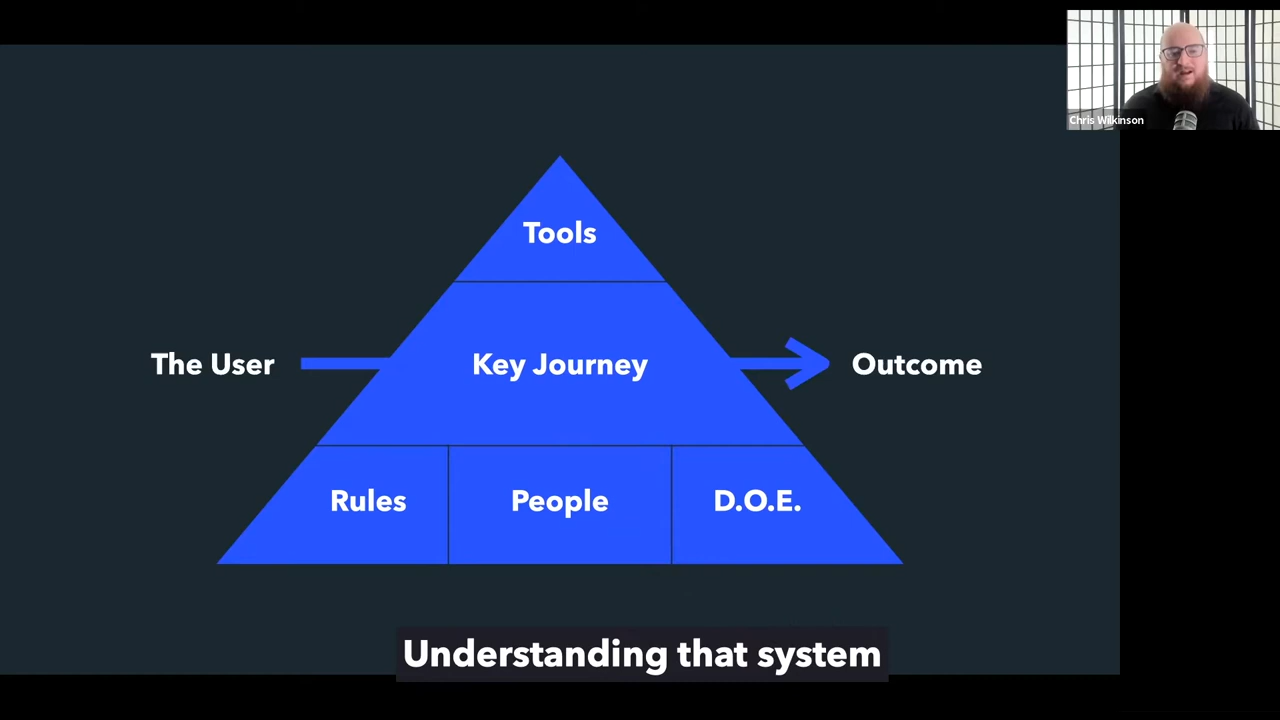 Chris Wilkinson
Tools
The User
Key Journey
Outcome
Rules
People
D.O.E.
Understanding that system